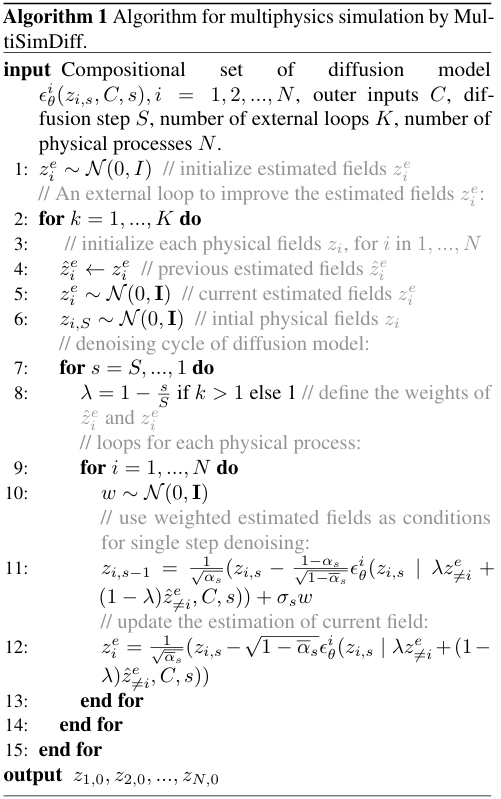 Algorithm 1 Algorithm for multiphysics simulation by Mul-
tiSimDiff.
input Compositional set of diffusion model
$\epsilon_\theta^i(z_{i,s}, C, s), i = 1, 2, ..., N$, outer inputs $C$, dif-
fusion step $S$, number of external loops $K$, number of
physical processes $N$.
1: $z_i^e \sim \mathcal{N}(0, I)$ // initialize estimated fields $z_i^e$
// An external loop to improve the estimated fields $z_i^e$:
2: for $k = 1, ..., K$ do
3: // initialize each physical fields $z_i$, for $i$ in $1, ..., N$
4: $\hat{z}_i^e \leftarrow z_i^e$ // previous estimated fields $\hat{z}_i^e$
5: $z_i^e \sim \mathcal{N}(0, \mathbf{I})$ // current estimated fields $z_i^e$
6: $z_{i,S} \sim \mathcal{N}(0, \mathbf{I})$ // intial physical fields $z_i$
// denoising cycle of diffusion model:
7: for $s = S, ..., 1$ do
8: $\lambda = 1 - \frac{s}{S}$ if $k > 1$ else 1 // define the weights of
$\hat{z}_i^e$ and $z_i^e$
// loops for each physical process:
9: for $i = 1, ..., N$ do
10: $w \sim \mathcal{N}(0, \mathbf{I})$
// use weighted estimated fields as conditions
for single step denoising:
11: $z_{i,s-1} = \frac{1}{\sqrt{\alpha_s}}(z_{i,s} - \frac{1-\alpha_s}{\sqrt{1-\overline{\alpha}_s}}\epsilon_\theta^i(z_{i,s} \mid \lambda z_{\neq i}^e +$
$(1 - \lambda)\hat{z}_{\neq i}^e, C, s)) + \sigma_s w$
// update the estimation of current field:
12: $z_i^e = \frac{1}{\sqrt{\overline{\alpha}_s}}(z_{i,s} - \sqrt{1 - \overline{\alpha}_s}\epsilon_\theta^i(z_{i,s} \mid \lambda z_{\neq i}^e + (1 -$
$\lambda)\hat{z}_{\neq i}^e, C, s))$
13: end for
14: end for
15: end for
output $z_{1,0}, z_{2,0}, ..., z_{N,0}$